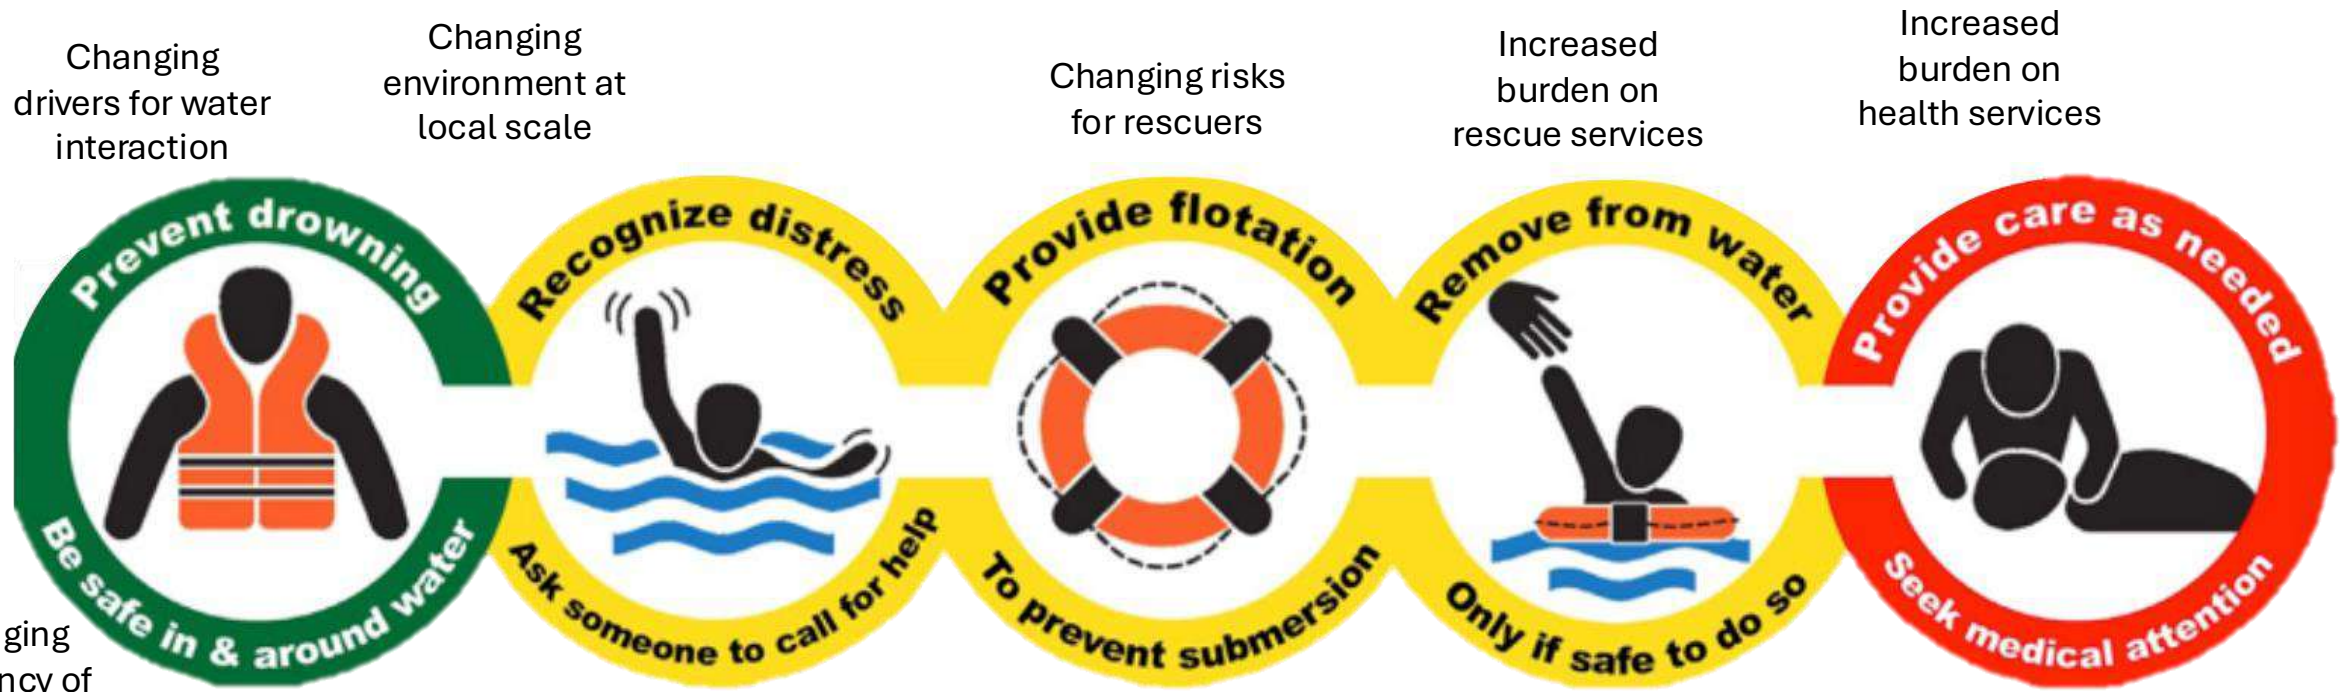 Changing
drivers for water
interaction
Changing
environment at
local scale
Changing risks
for rescuers
Increased
burden on
rescue services
Increased
burden on
health services
Prevent drowning
Be safe in & around water
Recognize distress
Ask someone to call for help
Provide flotation
To prevent submersion
Remove from water
Only if safe to do so
Provide care as needed
Seek medical attention
ging
ncy of